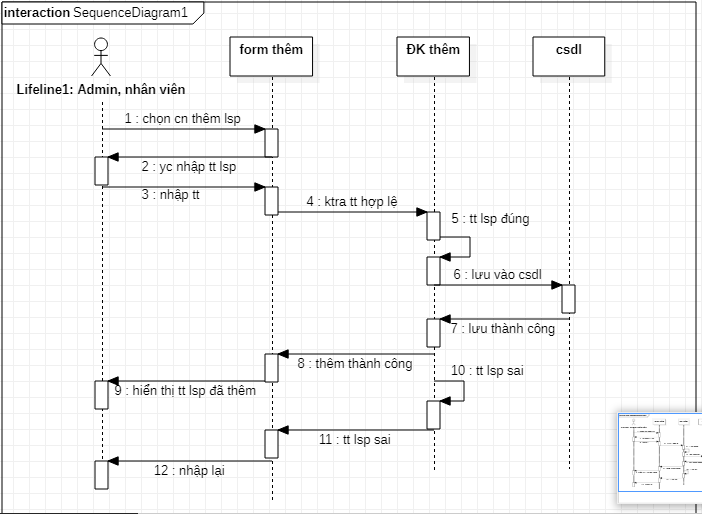 interaction SequenceDiagram1
form thêm
ĐK thêm
csdl
Lifeline1: Admin, nhân viên
1 : chọn cn thêm lsp
2 : yc nhập tt lsp
3 : nhập tt
4 : ktra tt hợp lệ
5 : tt lsp đúng
6 : lưu vào csdl
7 : lưu thành công
8 : thêm thành công
9 : hiển thị tt lsp đã thêm
10 : tt lsp sai
11 : tt lsp sai
12 : nhập lại